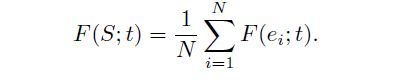 F(S; t) = \frac{1}{N} \sum_{i=1}^{N} F(e_i; t).